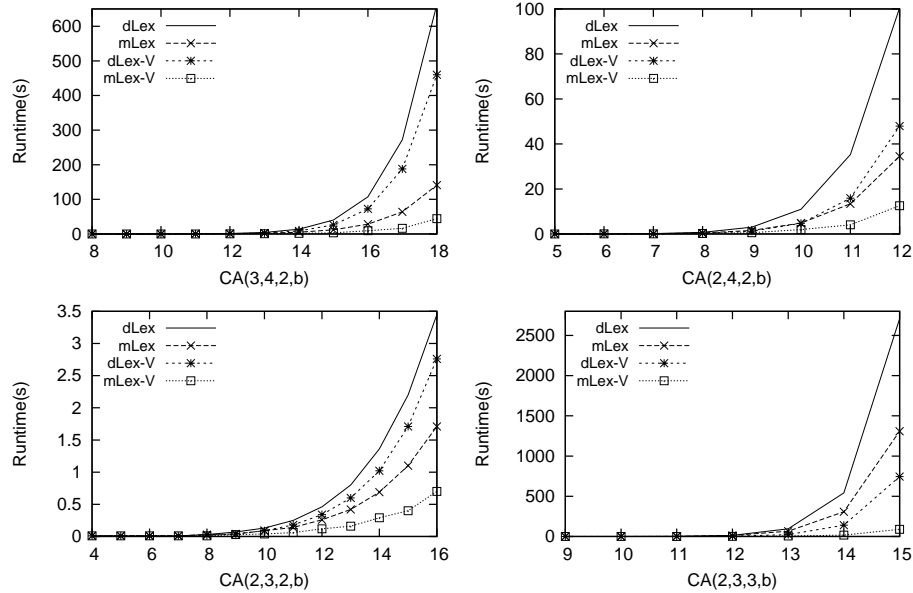 600
500
400
300
200
100
0
Runtime(s)
dLex
mLex
dLex-V
mLex-V
8 10 12 14 16 18
CA(3,4,2,b)
100
80
60
40
20
0
Runtime(s)
dLex
mLex
dLex-V
mLex-V
5 6 7 8 9 10 11 12
CA(2,4,2,b)
3.5
3
2.5
2
1.5
1
0.5
0
Runtime(s)
dLex
mLex
dLex-V
mLex-V
4 6 8 10 12 14 16
CA(2,3,2,b)
2500
2000
1500
1000
500
0
Runtime(s)
dLex
mLex
dLex-V
mLex-V
9 10 11 12 13 14 15
CA(2,3,3,b)